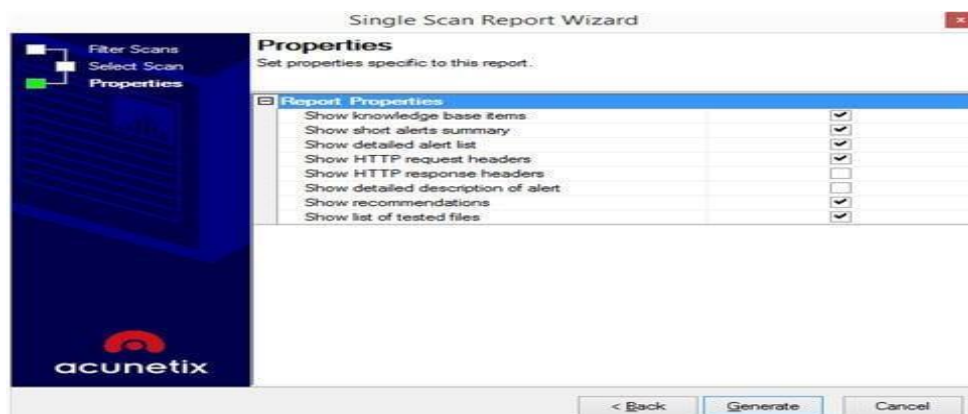 Single Scan Report Wizard
Filter Scans
Select Scan
Properties
Properties
Set properties specific to this report.
Report Properties
Show knowledge base items
Show short alerts summary
Show detailed alert list
Show HTTP request headers
Show HTTP response headers
Show detailed description of alert
Show recommendations
Show list of tested files
acunetix
< Back
Generate
Cancel